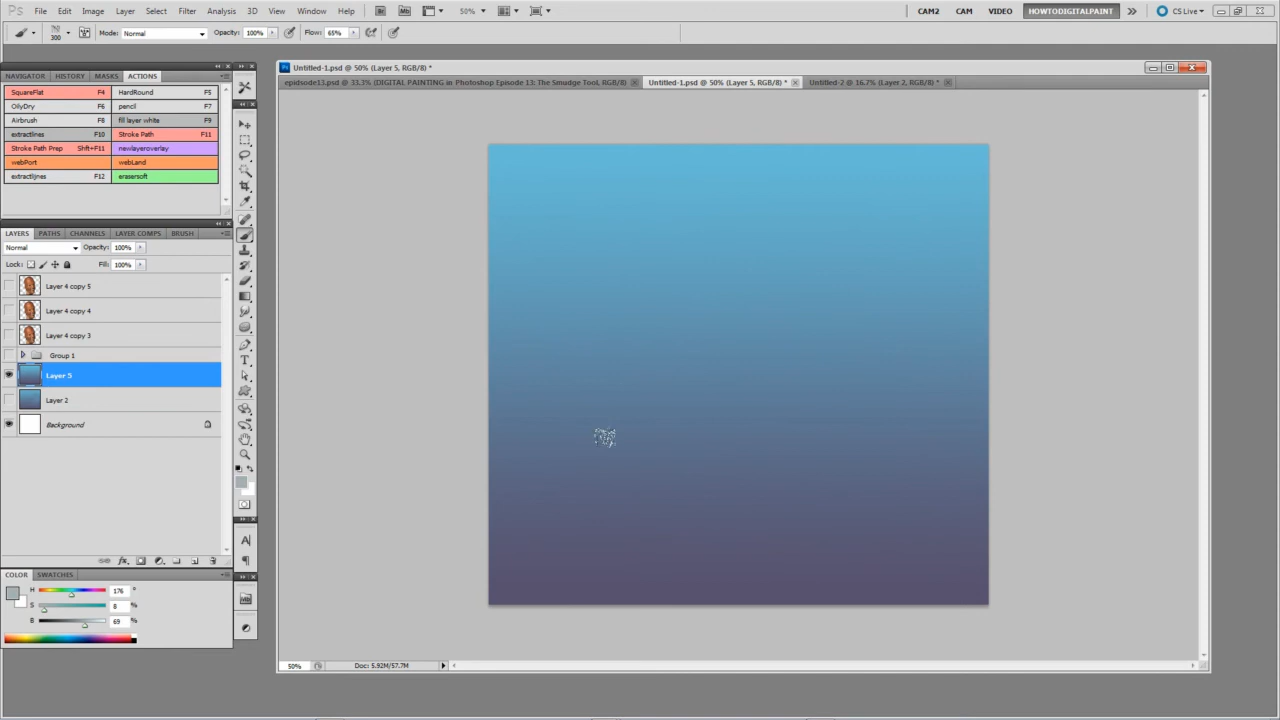 Ps File Edit Image Layer Select Filter Analysis 3D View Window Help Br Mb 50% CAM2 CAM VIDEO HOWTODIGITALPAINT CS Live
300 Mode: Normal Opacity: 100% Flow: 65%
Untitled-1.psd @ 50% (Layer 5, RGB/8) *
NAVIGATOR HISTORY MASKS ACTIONS
epidsode13.psd @ 33.3% (DIGITAL PAINTING in Photoshop Episode 13: The Smudge Tool, RGB/8) Untitled-1.psd @ 50% (Layer 5, RGB/8) * Untitled-2 @ 16.7% (Layer 2, RGB/8) *
SquareFlat F4 HardRound F5
OilyDry F6 pencil F7
Airbrush F8 fill layer white F9
extractlines F10 Stroke Path F11
Stroke Path Prep Shft+F11 newlayeroverlay
webPort webLand
extractlijnes F12 erasersoft
LAYERS PATHS CHANNELS LAYER COMPS BRUSH
Normal Opacity: 100%
Lock: Fill: 100%
Layer 4 copy 5
Layer 4 copy 4
Layer 4 copy 3
Group 1
Layer 5
Layer 2
Background
COLOR SWATCHES
H 176 °
S 8 %
B 69 %
50% Doc: 5.92M/57.7M